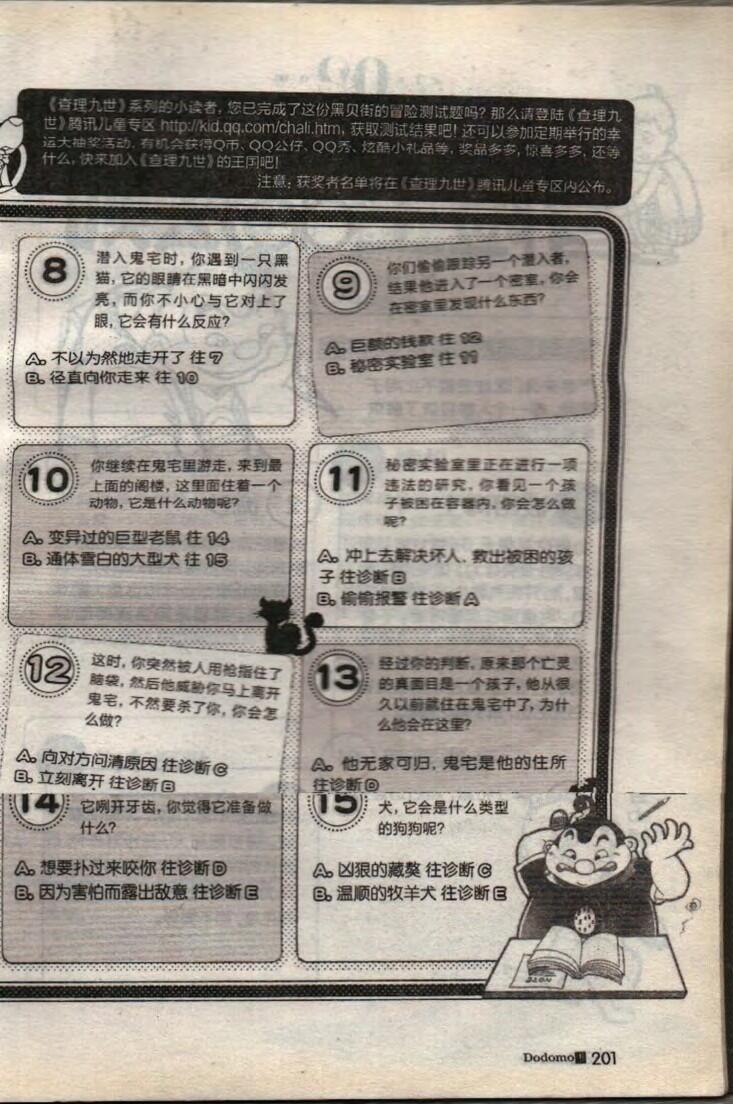 《查理九世》系列的小读者，您已完成了这份黑贝街的冒险测试题吗？那么请登陆《查理九
世》腾讯儿童专区 http://kid.qq.com/chali.htm，获取测试结果吧！还可以参加定期举行的幸
运大抽奖活动，有机会获得Q币、QQ公仔、QQ秀、炫酷小礼品等，奖品多多，惊喜多多，还等
什么，快来加入《查理九世》的王国吧！
注意：获奖者名单将在《查理九世》腾讯儿童专区内公布。
8
潜入鬼宅时，你遇到一只黑
猫，它的眼睛在黑暗中闪闪发
亮，而你不小心与它对上了
眼，它会有什么反应？
A。不以为然地走开了 往 7
B。径直向你走来 往 10
9
你们偷偷跟踪另一个潜入者，
结果他进入了一个密室，你会
在密室里发现什么东西？
A。巨额的钱款 往 12
B。秘密实验室 往 11
10
你继续在鬼宅里游走，来到最
上面的阁楼，这里面住着一个
动物，它是什么动物呢？
A。变异过的巨型老鼠 往 14
B。通体雪白的大型犬 往 15
11
秘密实验室里正在进行一项
违法的研究，你看见一个孩
子被困在容器内，你会怎么做
呢？
A。冲上去解决坏人，救出被困的孩
子 往诊断B
B。偷偷报警 往诊断A
12
这时，你突然被人用枪指住了
脑袋，然后他威胁你马上离开
鬼宅，不然要杀了你，你会怎
么做？
A。向对方问清原因 往诊断C
B。立刻离开 往诊断B
13
经过你的判断，原来那个亡灵
的真面目是一个孩子，他从很
久以前就住在鬼宅中了，为什
么他会在这里？
A。他无家可归，鬼宅是他的住所
往诊断D
14
它咧开牙齿，你觉得它准备做
什么？
A。想要扑过来咬你 往诊断D
B。因为害怕而露出敌意 往诊断E
15
犬，它会是什么类型
的狗狗呢？
A。凶狠的藏獒 往诊断C
B。温顺的牧羊犬 往诊断E
Dodomo 201